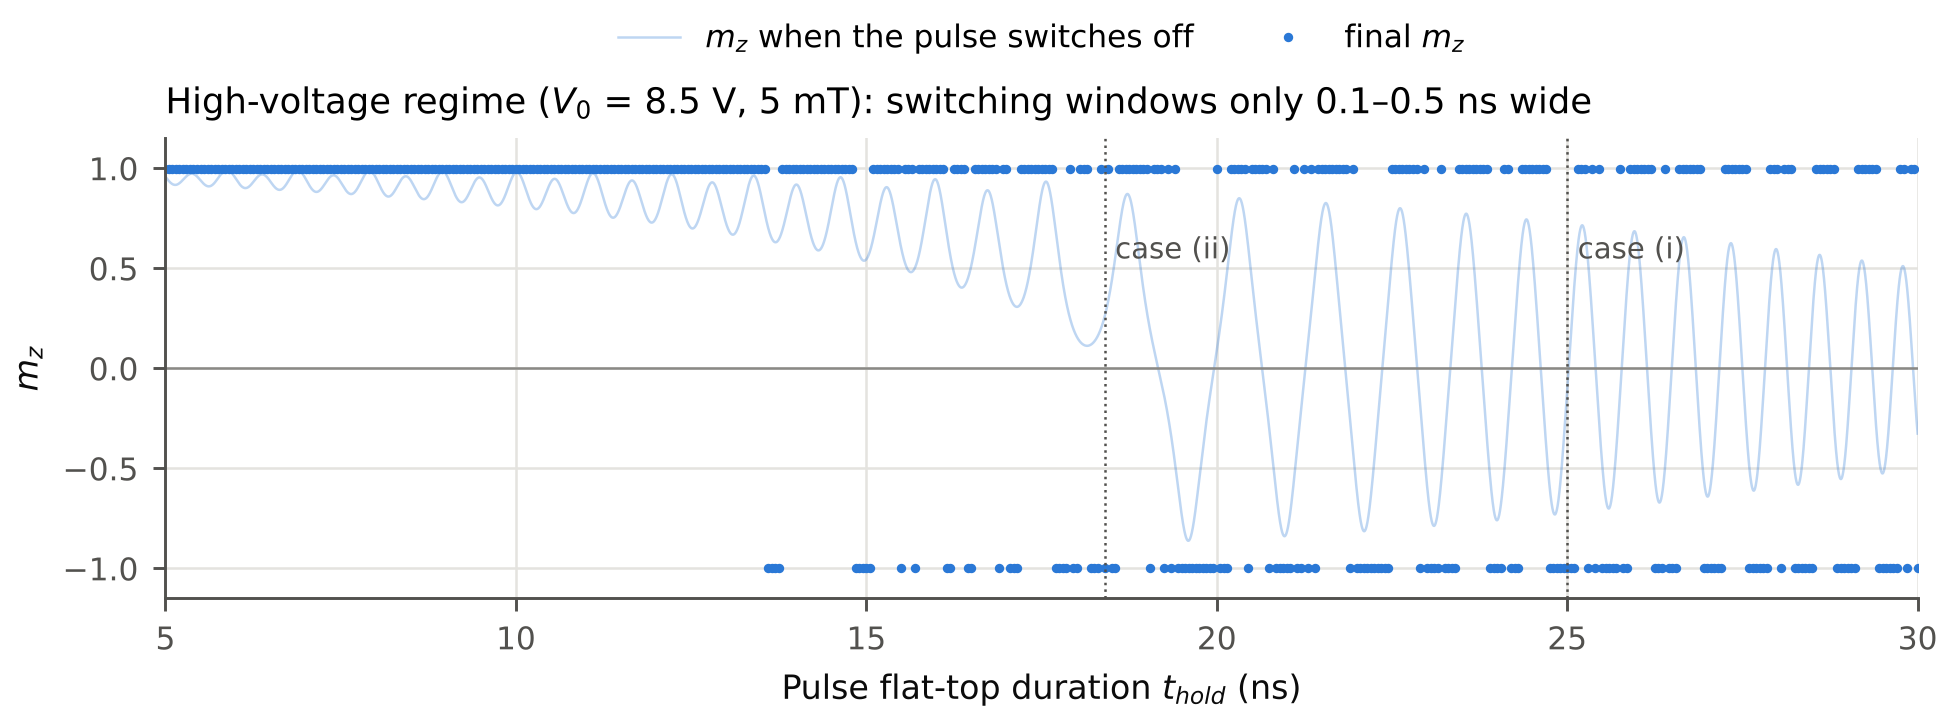 m_z when the pulse switches off final m_z
High-voltage regime (V₀ = 8.5 V, 5 mT): switching windows only 0.1–0.5 ns wide
1.0
0.5
0.0
−0.5
−1.0
m_z
case (ii)
case (i)
5 10 15 20 25 30
Pulse flat-top duration t_hold (ns)